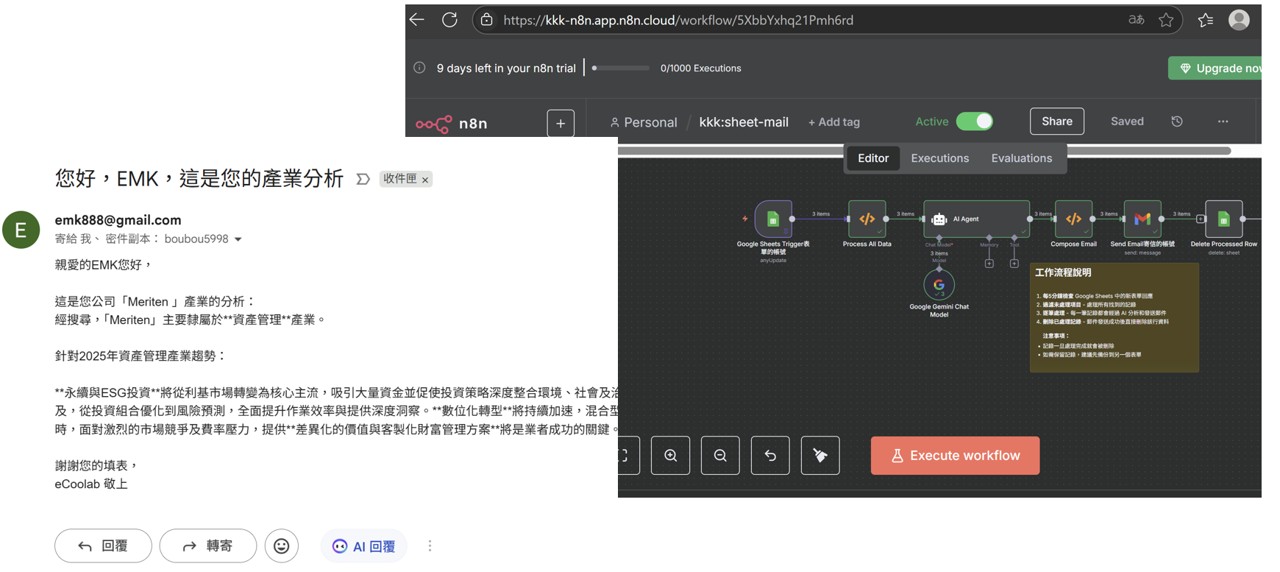 https://kkk-n8n.app.n8n.cloud/workflow/5XbbYxhq21Pmh6rd
aあ
9 days left in your n8n trial
0/1000 Executions
Upgrade now
n8n
+
Personal / kkk:sheet-mail
+ Add tag
Active
Share
Saved
...
Editor
Executions
Evaluations
您好，EMK，這是您的產業分析
收件匣 ×
E
emk888@gmail.com
寄給 我、 密件副本： boubou5998
親愛的EMK您好，
這是您公司「Meriten 」產業的分析：
經搜尋，「Meriten」主要隸屬於**資產管理**產業。
針對2025年資產管理產業趨勢：
**永續與ESG投資**將從利基市場轉變為核心主流，吸引大量資金並促使投資策略深度整合環境、社會及治
及，從投資組合優化到風險預測，全面提升作業效率與提供深度洞察。**數位化轉型**將持續加速，混合型
時，面對激烈的市場競爭及費率壓力，提供**差異化的價值與客製化財富管理方案**將是業者成功的關鍵。
謝謝您的填表，
eCoolab 敬上
回覆
轉寄
AI 回覆
3 items
3 items
3 items
3 items
3 items
Google Sheets Trigger表
單的帳號
anyUpdate
Process All Data
AI Agent
Chat Model*
Memory
Tool
3 items
Model
Google Gemini Chat
Model
Compose Email
Send Email寄信的帳號
send: message
Delete Processed Row
delete: sheet
工作流程說明
1. 每5分鐘檢查 Google Sheets 中的新表單回應
2. 過濾未處理項目 - 處理所有找到的記錄
3. 逐筆處理 - 每一筆記錄都會經過 AI 分析和發送郵件
4. 刪除已處理記錄 - 郵件發送成功後直接刪除該行資料
注意事項：
• 記錄一旦處理完成就會被刪除
• 如需保留記錄，建議先備份到另一個表單
Execute workflow